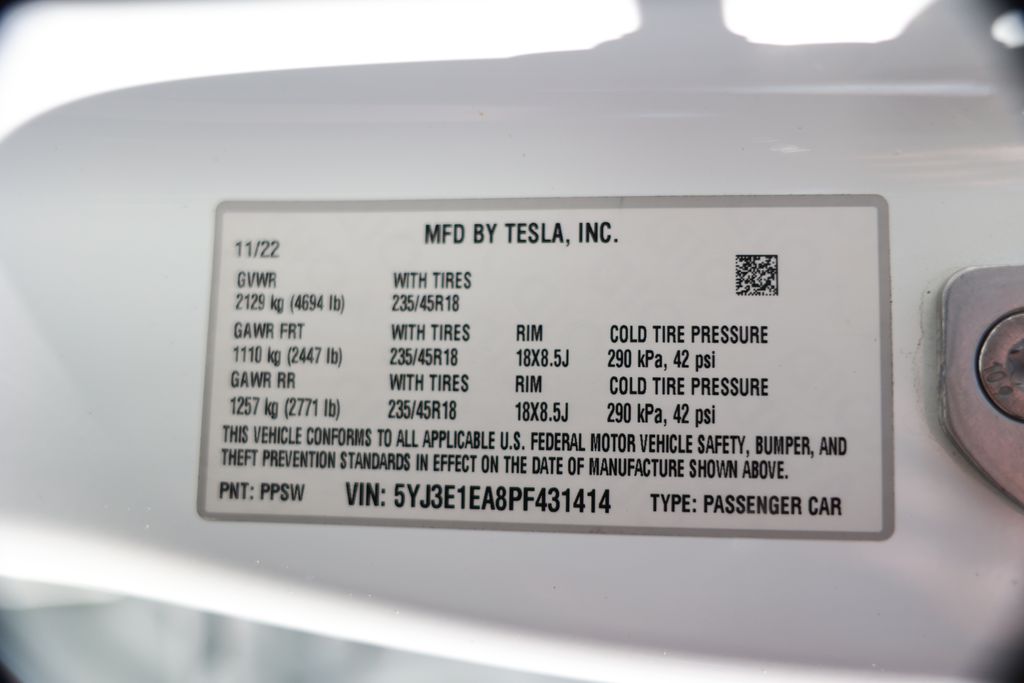 MFD BY TESLA, INC.
11/22
GVWR WITH TIRES
2129 kg (4694 lb) 235/45R18
GAWR FRT WITH TIRES RIM COLD TIRE PRESSURE
1110 kg (2447 lb) 235/45R18 18X8.5J 290 kPa, 42 psi
GAWR RR WITH TIRES RIM COLD TIRE PRESSURE
1257 kg (2771 lb) 235/45R18 18X8.5J 290 kPa, 42 psi
THIS VEHICLE CONFORMS TO ALL APPLICABLE U.S. FEDERAL MOTOR VEHICLE SAFETY, BUMPER, AND
THEFT PREVENTION STANDARDS IN EFFECT ON THE DATE OF MANUFACTURE SHOWN ABOVE.
PNT: PPSW VIN: 5YJ3E1EA8PF431414 TYPE: PASSENGER CAR